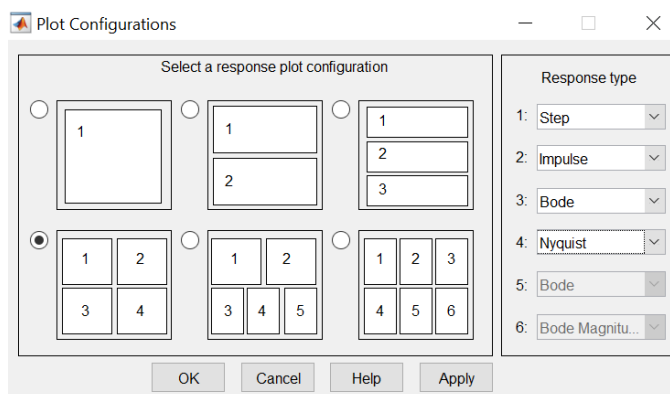 Plot Configurations
Select a response plot configuration
1
1
2
1
2
3
1 2
3 4
1 2
3 4 5
1 2 3
4 5 6
Response type
1: Step
2: Impulse
3: Bode
4: Nyquist
5: Bode
6: Bode Magnitu...
OK Cancel Help Apply